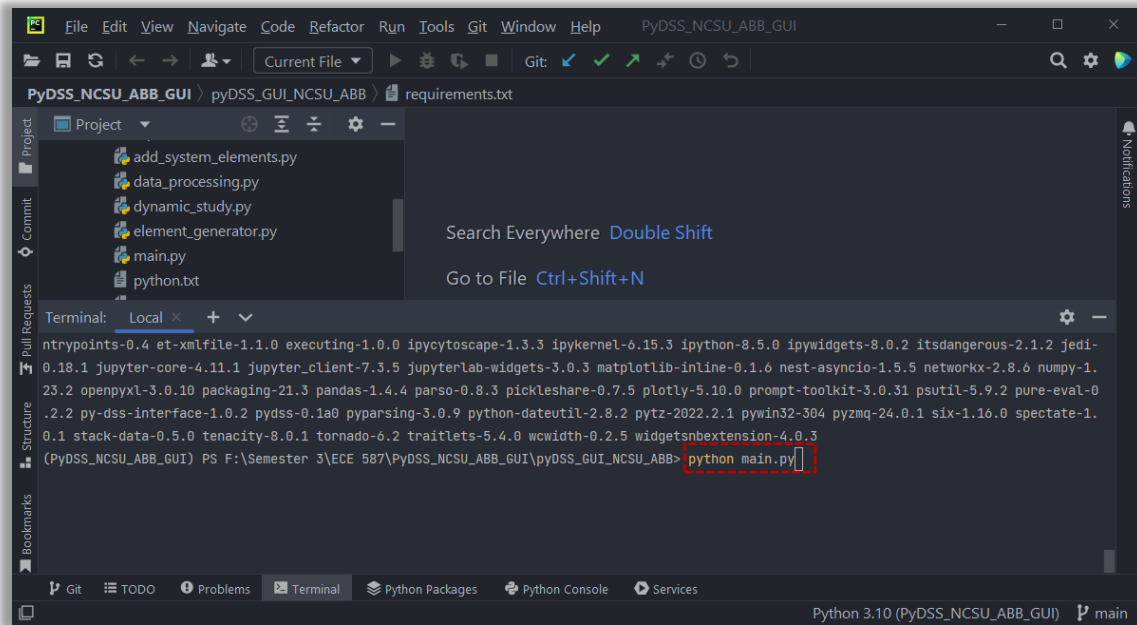 PC File Edit View Navigate Code Refactor Run Tools Git Window Help PyDSS_NCSU_ABB_GUI
Current File Git:
PyDSS_NCSU_ABB_GUI pyDSS_GUI_NCSU_ABB requirements.txt
Project
Project
add_system_elements.py
data_processing.py
dynamic_study.py
element_generator.py
main.py
python.txt
Search Everywhere Double Shift
Go to File Ctrl+Shift+N
Notifications
Commit
Pull Requests
Structure
Bookmarks
Terminal: Local
ntrypoints-0.4 et-xmlfile-1.1.0 executing-1.0.0 ipycytoscape-1.3.3 ipykernel-6.15.3 ipython-8.5.0 ipywidgets-8.0.2 itsdangerous-2.1.2 jedi-
0.18.1 jupyter-core-4.11.1 jupyter_client-7.3.5 jupyterlab-widgets-3.0.3 matplotlib-inline-0.1.6 nest-asyncio-1.5.5 networkx-2.8.6 numpy-1.
23.2 openpyxl-3.0.10 packaging-21.3 pandas-1.4.4 parso-0.8.3 pickleshare-0.7.5 plotly-5.10.0 prompt-toolkit-3.0.31 psutil-5.9.2 pure-eval-0
.2.2 py-dss-interface-1.0.2 pydss-0.1a0 pyparsing-3.0.9 python-dateutil-2.8.2 pytz-2022.2.1 pywin32-304 pyzmq-24.0.1 six-1.16.0 spectate-1.
0.1 stack-data-0.5.0 tenacity-8.0.1 tornado-6.2 traitlets-5.4.0 wcwidth-0.2.5 widgetsnbextension-4.0.3
(PyDSS_NCSU_ABB_GUI) PS F:\Semester 3\ECE 587\PyDSS_NCSU_ABB_GUI\pyDSS_GUI_NCSU_ABB> python main.py
Git TODO Problems Terminal Python Packages Python Console Services
Python 3.10 (PyDSS_NCSU_ABB_GUI) main